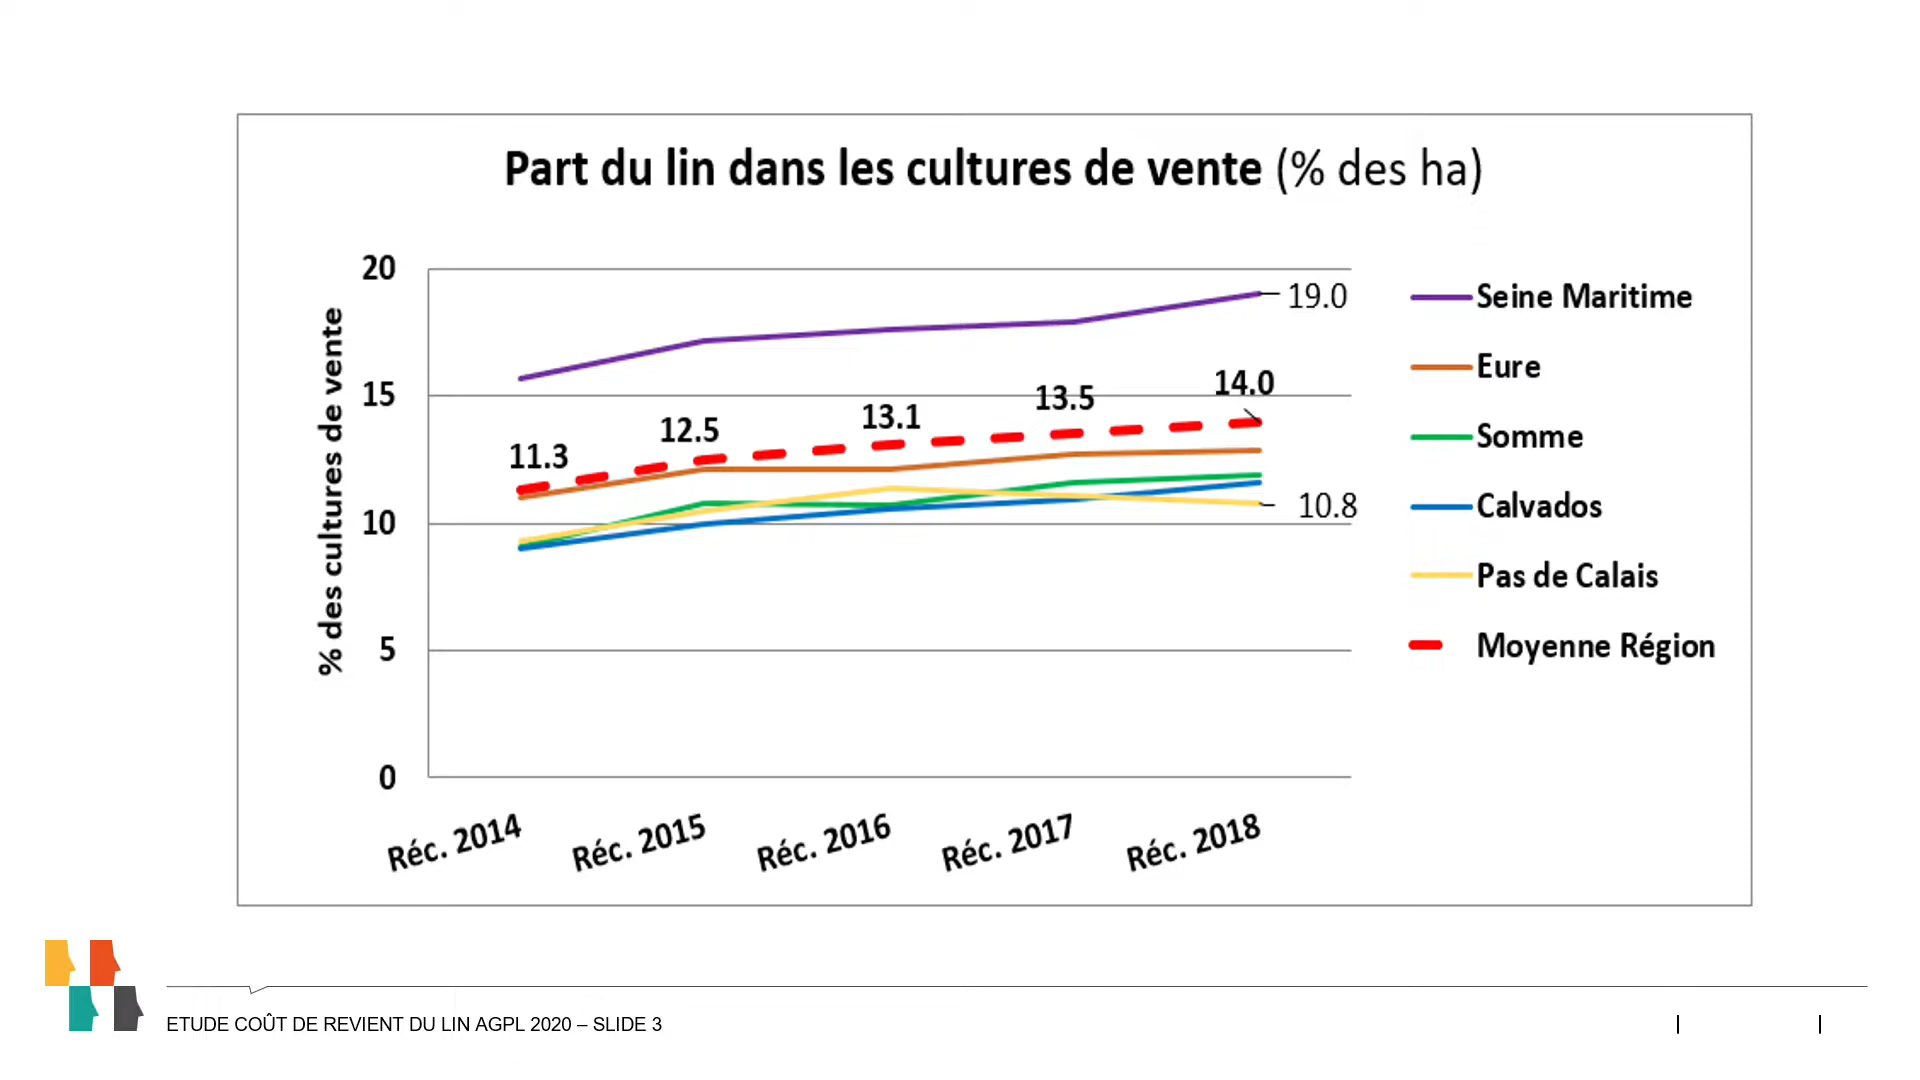 Part du lin dans les cultures de vente (% des ha)
% des cultures de vente
20
15
10
5
0
11.3
12.5
13.1
13.5
14.0
19.0
10.8
Réc. 2014
Réc. 2015
Réc. 2016
Réc. 2017
Réc. 2018
Seine Maritime
Eure
Somme
Calvados
Pas de Calais
Moyenne Région
ETUDE COÛT DE REVIENT DU LIN AGPL 2020 – SLIDE 3